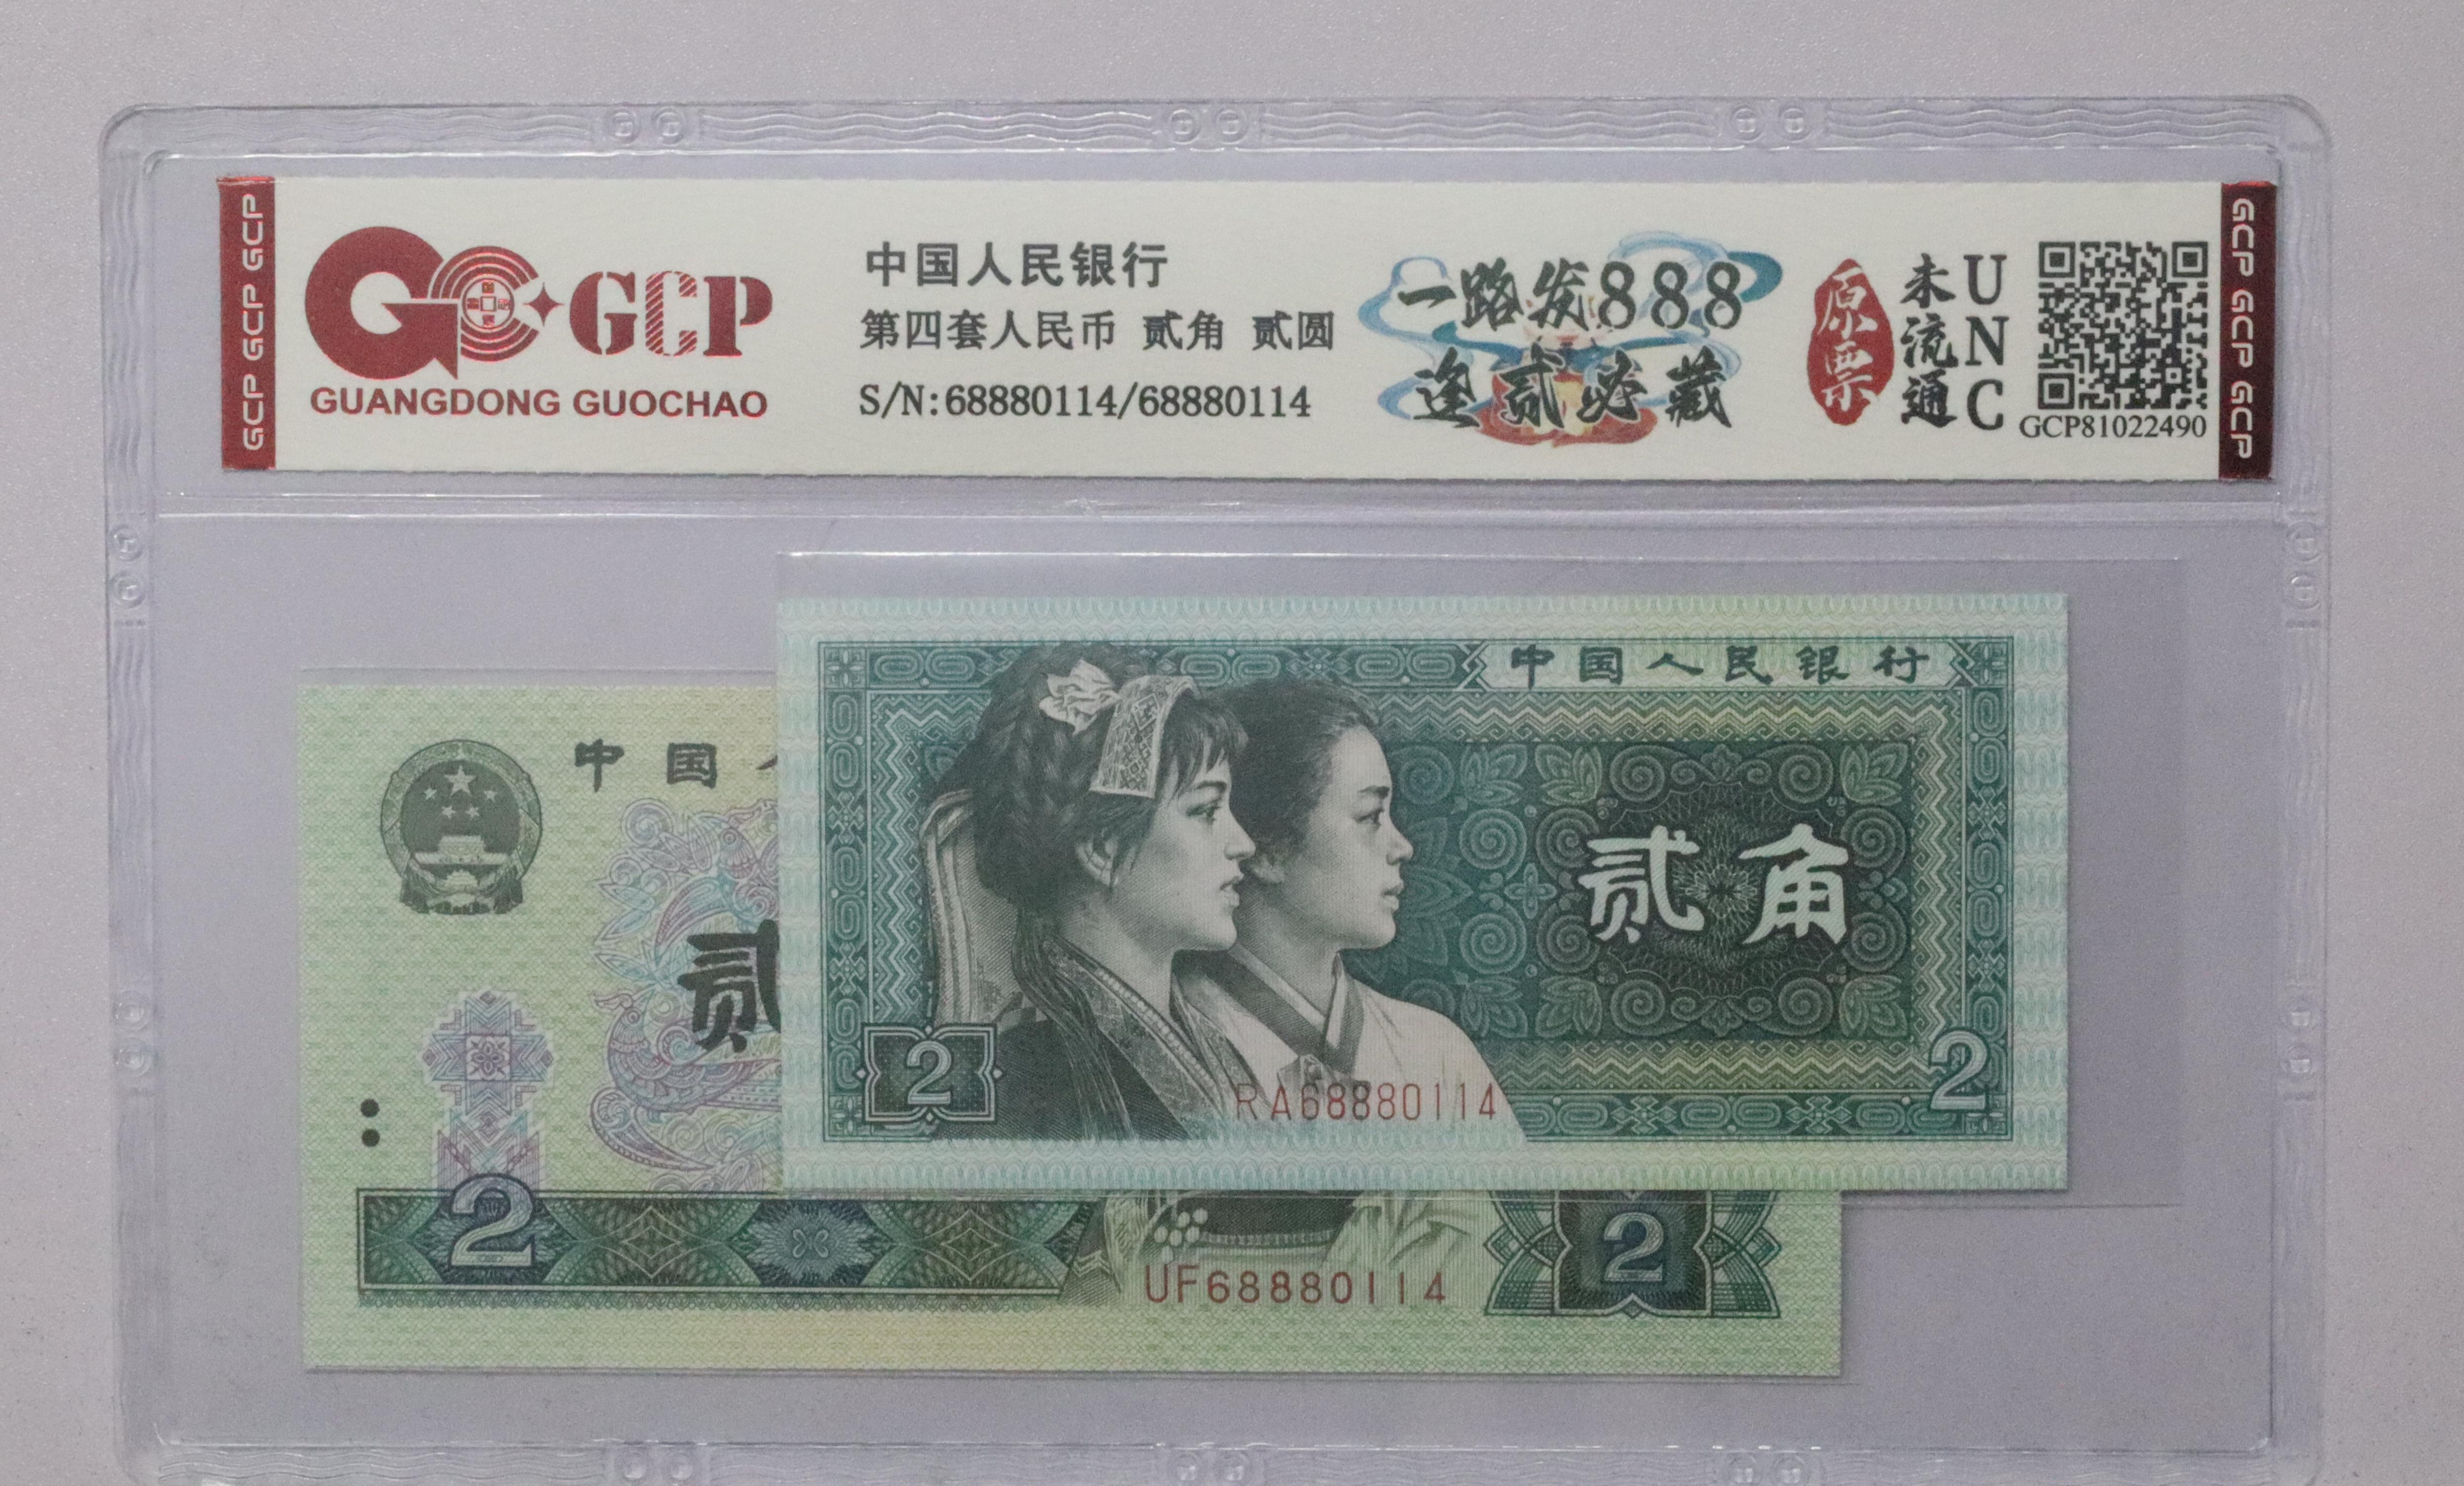 GCP GCP GCP
GCP
GUANGDONG GUOCHAO
中国人民银行
第四套人民币 贰角 贰圆
S/N:68880114/68880114
一路发888
逢贰必藏
原票
未流通
UNC
GCP81022490
GCP GCP GCP
中国人民银行
贰角
2
2
RA68880114
中国
贰
2
2
UF68880114